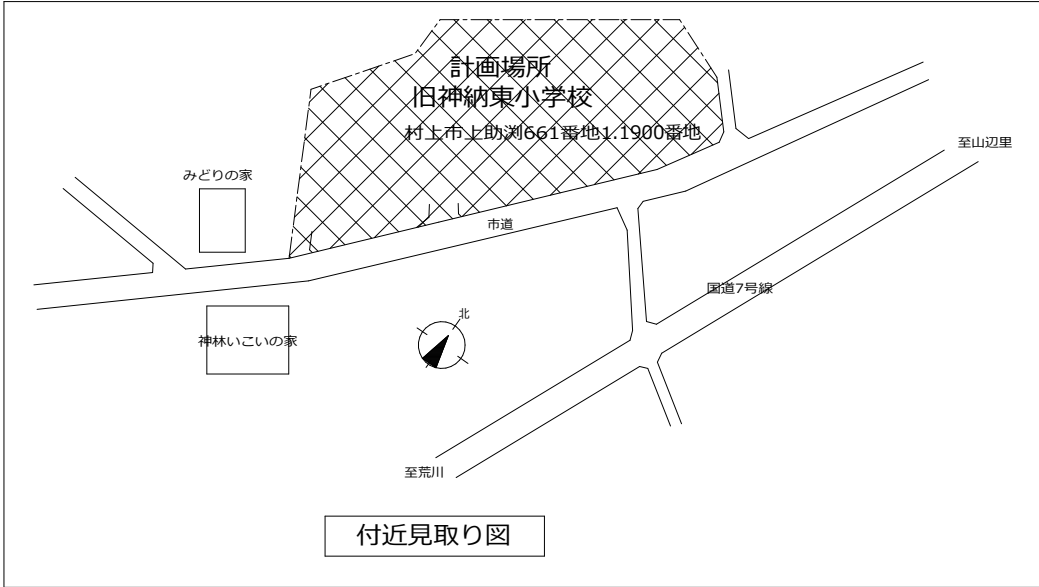 計画場所
旧神納東小学校
村上市上助渕661番地1.1900番地
至山辺里
みどりの家
市道
国道7号線
北
神林いこいの家
至荒川
付近見取り図